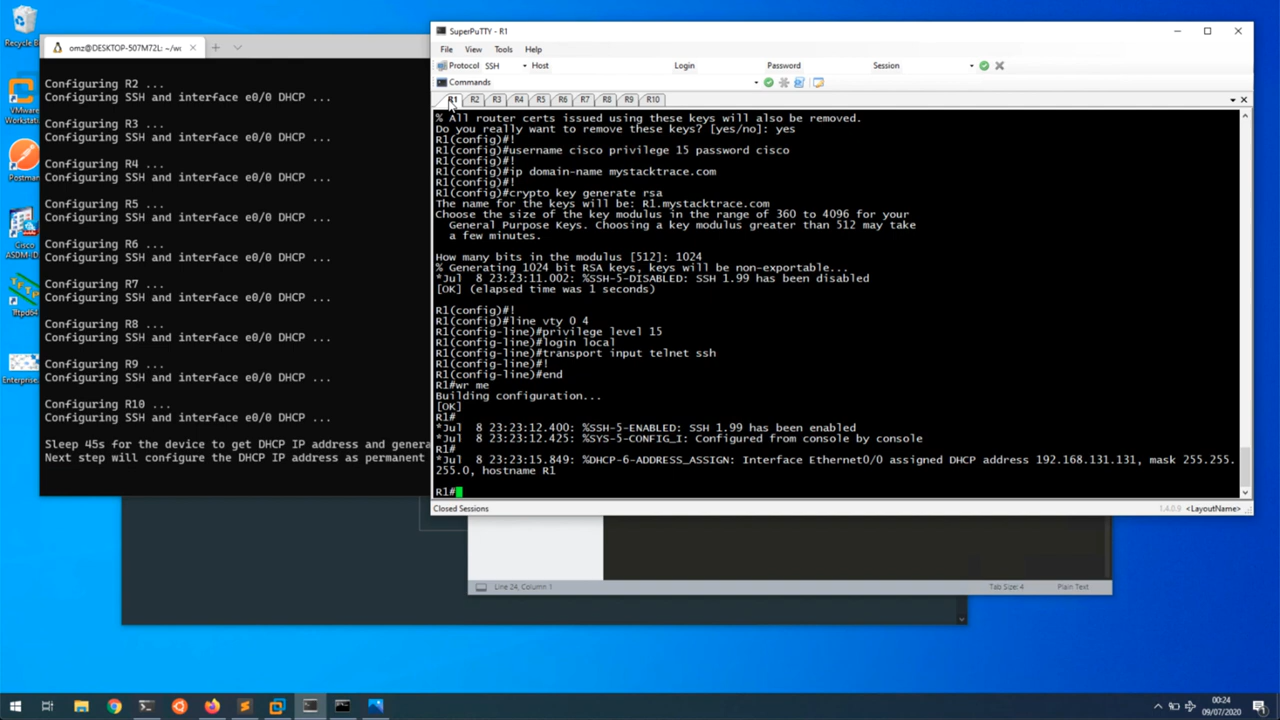 Recycle B
VMware
Workstat
Postman
Cisco
ASDM-ID
Tftpd64
Enterprise
omz@DESKTOP-507M72L: ~/wo
Configuring R2 ...
Configuring SSH and interface e0/0 DHCP ...
Configuring R3 ...
Configuring SSH and interface e0/0 DHCP ...
Configuring R4 ...
Configuring SSH and interface e0/0 DHCP ...
Configuring R5 ...
Configuring SSH and interface e0/0 DHCP ...
Configuring R6 ...
Configuring SSH and interface e0/0 DHCP ...
Configuring R7 ...
Configuring SSH and interface e0/0 DHCP ...
Configuring R8 ...
Configuring SSH and interface e0/0 DHCP ...
Configuring R9 ...
Configuring SSH and interface e0/0 DHCP ...
Configuring R10 ...
Configuring SSH and interface e0/0 DHCP ...
Sleep 45s for the device to get DHCP IP address and genera
Next step will configure the DHCP IP address as permanent
SuperPuTTY - R1
File View Tools Help
Protocol SSH Host Login Password Session
Commands
R1 R2 R3 R4 R5 R6 R7 R8 R9 R10
% All router certs issued using these keys will also be removed.
Do you really want to remove these keys? [yes/no]: yes
R1(config)#!
R1(config)#username cisco privilege 15 password cisco
R1(config)#!
R1(config)#ip domain-name mystacktrace.com
R1(config)#!
R1(config)#crypto key generate rsa
The name for the keys will be: R1.mystacktrace.com
Choose the size of the key modulus in the range of 360 to 4096 for your
General Purpose Keys. Choosing a key modulus greater than 512 may take
a few minutes.
How many bits in the modulus [512]: 1024
% Generating 1024 bit RSA keys, keys will be non-exportable...
*Jul  8 23:23:11.002: %SSH-5-DISABLED: SSH 1.99 has been disabled
[OK] (elapsed time was 1 seconds)
R1(config)#!
R1(config)#line vty 0 4
R1(config-line)#privilege level 15
R1(config-line)#login local
R1(config-line)#transport input telnet ssh
R1(config-line)#!
R1(config-line)#end
R1#wr me
Building configuration...
[OK]
R1#
*Jul  8 23:23:12.400: %SSH-5-ENABLED: SSH 1.99 has been enabled
*Jul  8 23:23:12.425: %SYS-5-CONFIG_I: Configured from console by console
R1#
*Jul  8 23:23:15.849: %DHCP-6-ADDRESS_ASSIGN: Interface Ethernet0/0 assigned DHCP address 192.168.131.131, mask 255.255.
255.0, hostname R1
R1#
Closed Sessions 1.4.0.9 <LayoutName>
Line 24, Column 1 Tab Size: 4 Plain Text
00:24
09/07/2020